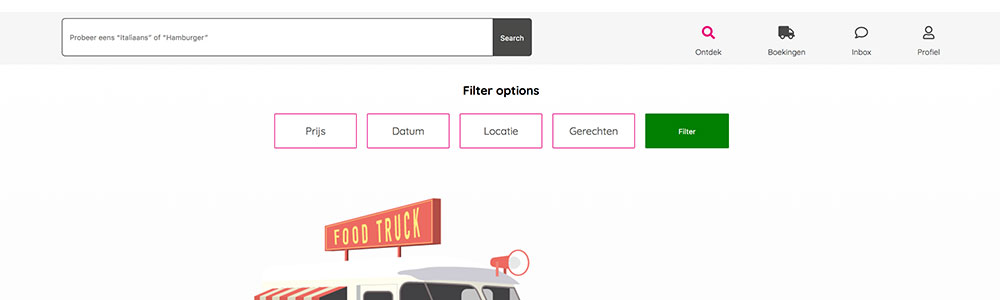 Probeer eens "Italiaans" of "Hamburger"
Search
Ontdek
Boekingen
Inbox
Profiel
Filter options
Prijs
Datum
Locatie
Gerechten
Filter
FOOD TRUCK